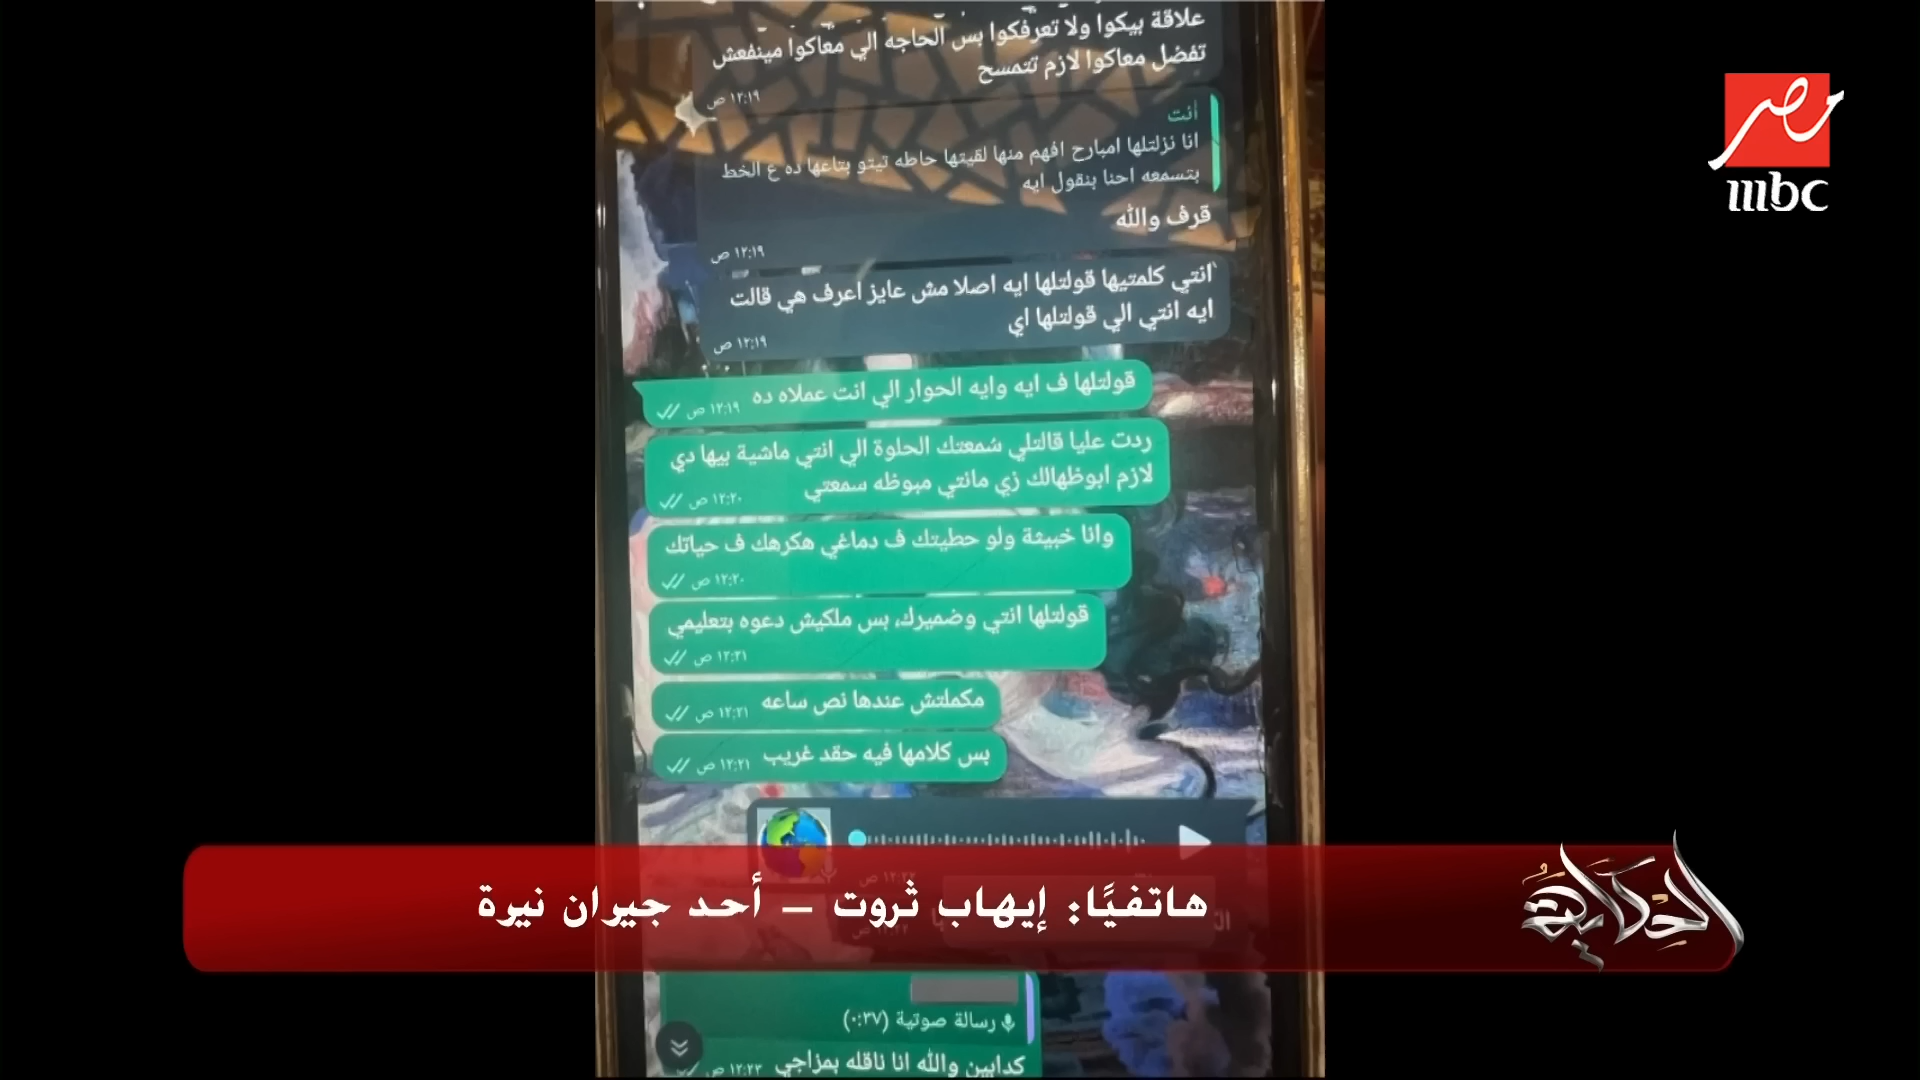 علاقة بيكوا ولا تعرفكوا بس الحاجه الي معاكوا مينفعش
تفضل معاكوا لازم تتمسح
١٢:١٩ ص
أنت
انا نزلتلها امبارح افهم منها لقيتها حاطه تيتو بتاعها ده ع الخط
بتسمعه احنا بنقول ايه
قرف والله
١٢:١٩ ص
انتي كلمتيها قولتلها ايه اصلا مش عايز اعرف هي قالت
ايه انتي الي قولتلها اي
١٢:١٩ ص
قولتلها ف ايه وايه الحوار الي انت عملاه ده
١٢:١٩ ص
ردت عليا قالتلي سُمعتك الحلوة الي انتي ماشية بيها دي
لازم ابوظهالك زي مانتي مبوظه سمعتي
١٢:٢٠ ص
وانا خبيثة ولو حطيتك ف دماغي هكرهك ف حياتك
١٢:٢٠ ص
قولتلها انتي وضميرك، بس ملكيش دعوه بتعليمي
١٢:٢١ ص
مكملتش عندها نص ساعه
١٢:٢١ ص
بس كلامها فيه حقد غريب
١٢:٢١ ص
١٢:٢٢ ص
هاتفيًا: إيهاب ثروت – أحد جيران نيرة
الحكاية
رسالة صوتية (٠:٣٧)
كدابين والله انا ناقله بمزاجي
١٢:٢٣ ص
مصر
mbc